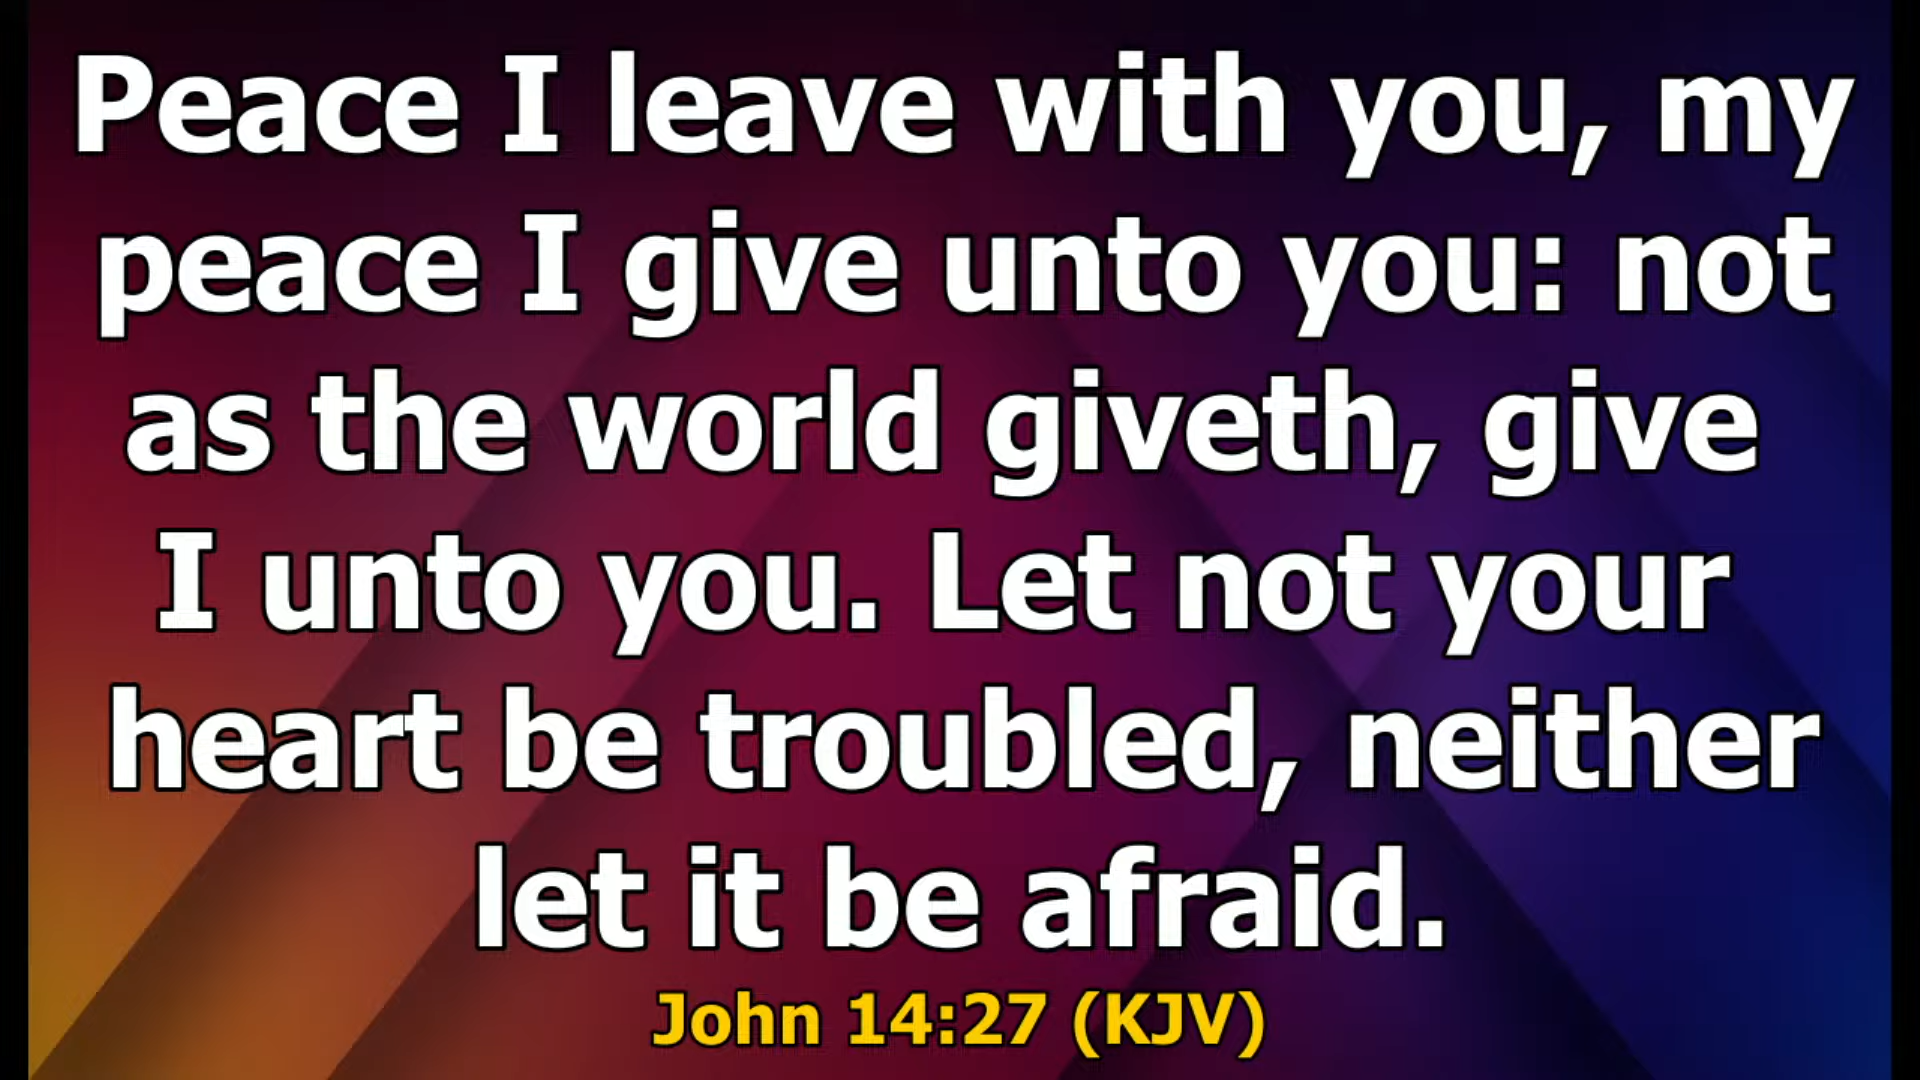 Peace I leave with you, my
peace I give unto you: not
as the world giveth, give
I unto you. Let not your
heart be troubled, neither
let it be afraid.
John 14:27 (KJV)